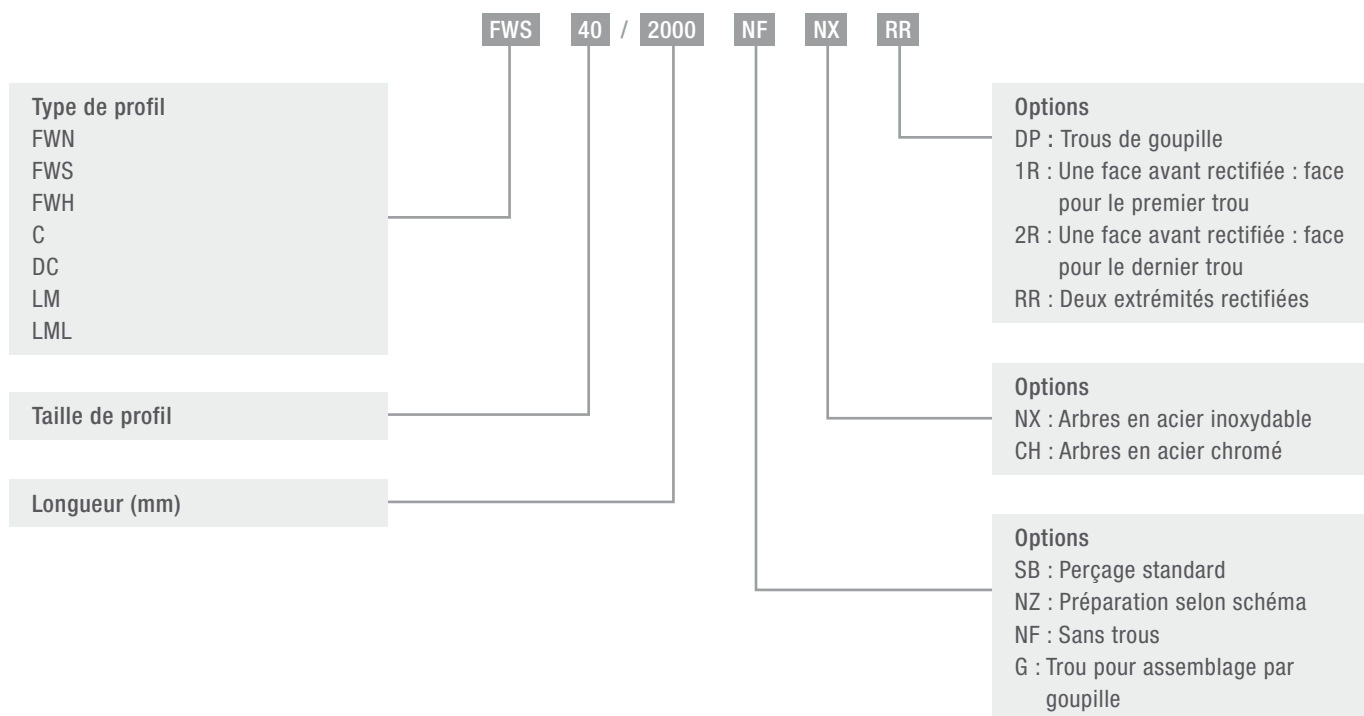 FWS 40 / 2000 NF NX RR
Type de profil
FWN
FWS
FWH
C
DC
LM
LML
Taille de profil
Longueur (mm)
Options
DP : Trous de goupille
1R : Une face avant rectifiée : face
pour le premier trou
2R : Une face avant rectifiée : face
pour le dernier trou
RR : Deux extrémités rectifiées
Options
NX : Arbres en acier inoxydable
CH : Arbres en acier chromé
Options
SB : Perçage standard
NZ : Préparation selon schéma
NF : Sans trous
G : Trou pour assemblage par
goupille